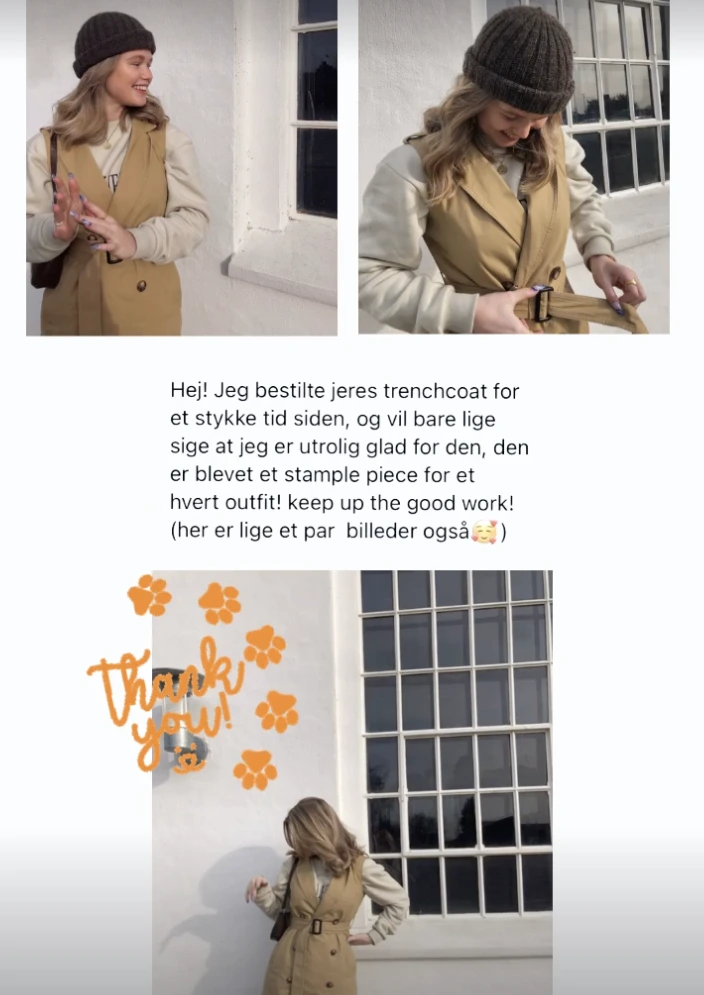 Hej! Jeg bestilte jeres trenchcoat for
et stykke tid siden, og vil bare lige
sige at jeg er utrolig glad for den, den
er blevet et stample piece for et
hvert outfit! keep up the good work!
(her er lige et par billeder også🥰)
thank
you!